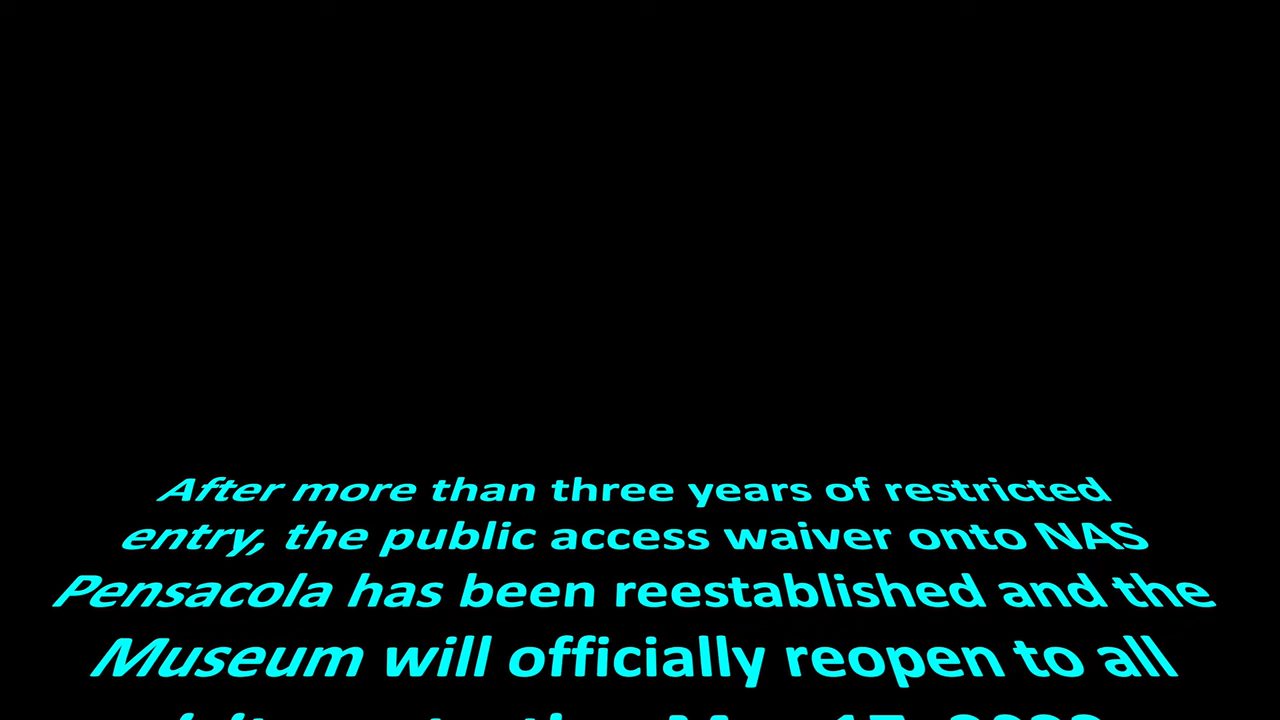 After more than three years of restricted
entry, the public access waiver onto NAS
Pensacola has been reestablished and the
Museum will officially reopen to all